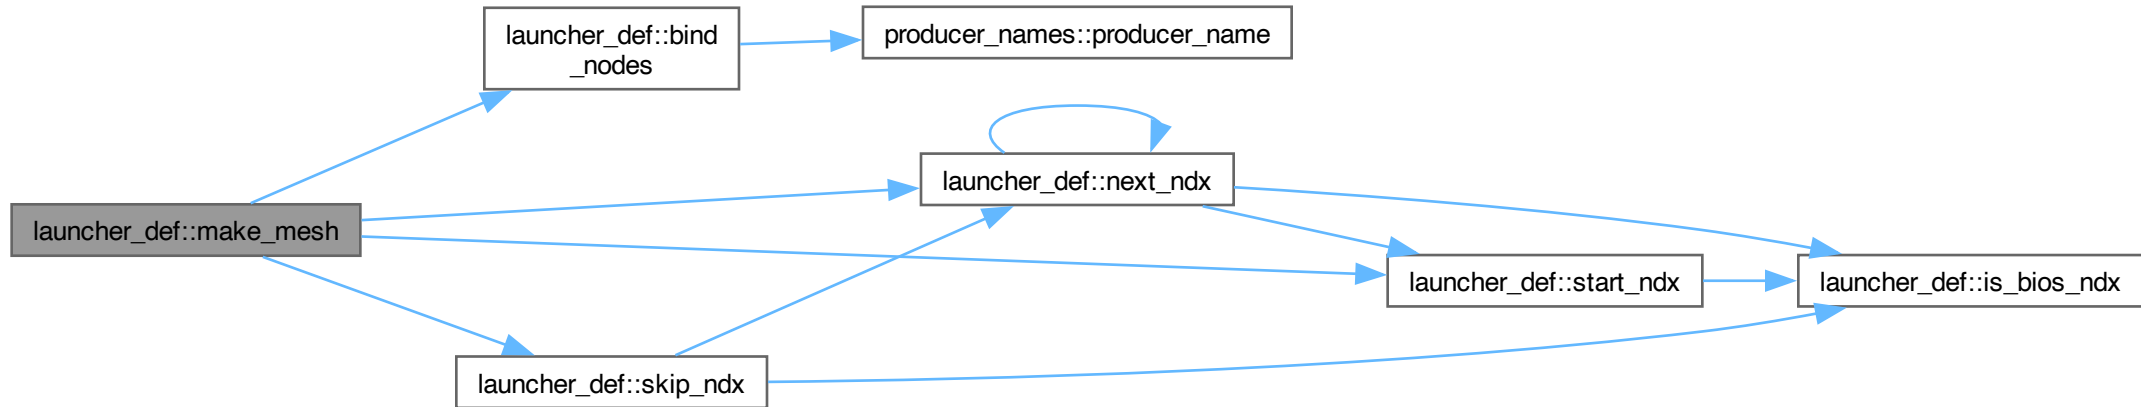 launcher_def::bind
_nodes
producer_names::producer_name
launcher_def::next_ndx
launcher_def::make_mesh
launcher_def::start_ndx
launcher_def::is_bios_ndx
launcher_def::skip_ndx